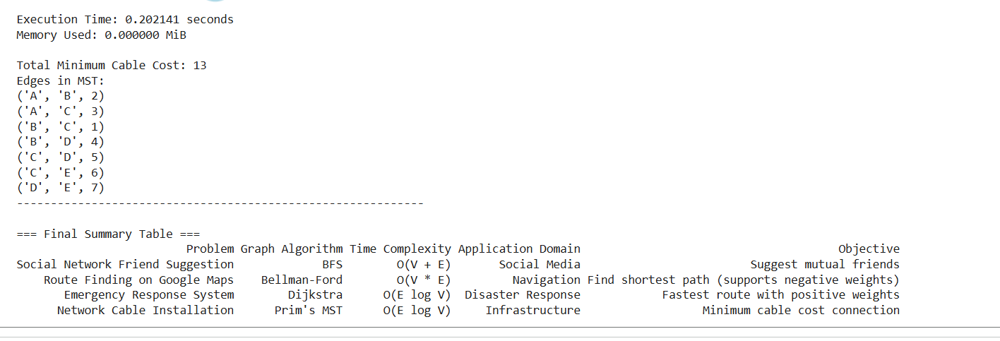 Execution Time: 0.202141 seconds
Memory Used: 0.000000 MiB
Total Minimum Cable Cost: 13
Edges in MST:
('A', 'B', 2)
('A', 'C', 3)
('B', 'C', 1)
('B', 'D', 4)
('C', 'D', 5)
('C', 'E', 6)
('D', 'E', 7)
------------------------------------------------------------
=== Final Summary Table ===
Problem Graph Algorithm Time Complexity Application Domain Objective
Social Network Friend Suggestion BFS O(V + E) Social Media Suggest mutual friends
Route Finding on Google Maps Bellman-Ford O(V * E) Navigation Find shortest path (supports negative weights)
Emergency Response System Dijkstra O(E log V) Disaster Response Fastest route with positive weights
Network Cable Installation Prim's MST O(E log V) Infrastructure Minimum cable cost connection